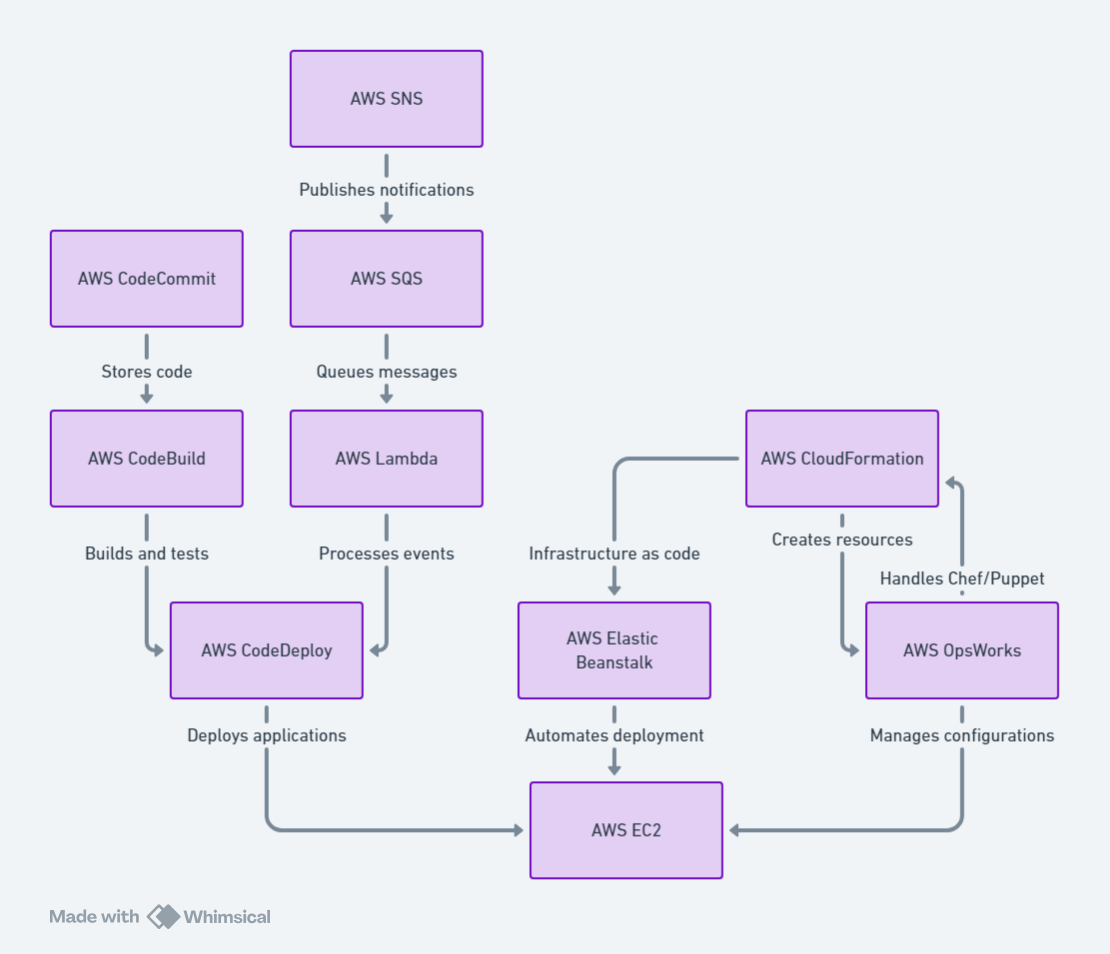 AWS SNS
Publishes notifications
AWS CodeCommit
AWS SQS
Stores code
Queues messages
AWS CodeBuild
AWS Lambda
AWS CloudFormation
Builds and tests
Processes events
Infrastructure as code
Creates resources
Handles Chef/Puppet
AWS CodeDeploy
AWS Elastic
Beanstalk
AWS OpsWorks
Deploys applications
Automates deployment
Manages configurations
AWS EC2
Made with Whimsical